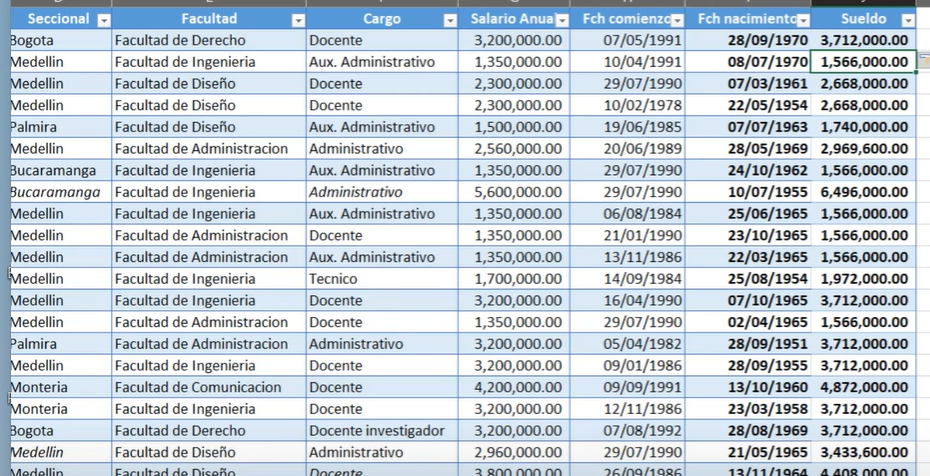 Seccional Facultad Cargo Salario Anua Fch comienzo Fch nacimiento Sueldo
Bogota Facultad de Derecho Docente 3,200,000.00 07/05/1991 28/09/1970 3,712,000.00
Medellin Facultad de Ingenieria Aux. Administrativo 1,350,000.00 10/04/1991 08/07/1970 1,566,000.00
Medellin Facultad de Diseño Docente 2,300,000.00 29/07/1990 07/03/1961 2,668,000.00
Medellin Facultad de Diseño Docente 2,300,000.00 10/02/1978 22/05/1954 2,668,000.00
Palmira Facultad de Diseño Aux. Administrativo 1,500,000.00 19/06/1985 07/07/1963 1,740,000.00
Medellin Facultad de Administracion Administrativo 2,560,000.00 20/06/1989 28/05/1969 2,969,600.00
Bucaramanga Facultad de Ingenieria Aux. Administrativo 1,350,000.00 29/07/1990 24/10/1962 1,566,000.00
Bucaramanga Facultad de Ingenieria Administrativo 5,600,000.00 29/07/1990 10/07/1955 6,496,000.00
Medellin Facultad de Ingenieria Aux. Administrativo 1,350,000.00 06/08/1984 25/06/1965 1,566,000.00
Medellin Facultad de Administracion Docente 1,350,000.00 21/01/1990 23/10/1965 1,566,000.00
Medellin Facultad de Administracion Aux. Administrativo 1,350,000.00 13/11/1986 22/03/1965 1,566,000.00
Medellin Facultad de Ingenieria Tecnico 1,700,000.00 14/09/1984 25/08/1954 1,972,000.00
Medellin Facultad de Ingenieria Docente 3,200,000.00 16/04/1990 07/10/1965 3,712,000.00
Medellin Facultad de Administracion Docente 1,350,000.00 29/07/1990 02/04/1965 1,566,000.00
Palmira Facultad de Administracion Administrativo 3,200,000.00 05/04/1982 28/09/1951 3,712,000.00
Medellin Facultad de Ingenieria Docente 3,200,000.00 09/01/1986 28/09/1955 3,712,000.00
Monteria Facultad de Comunicacion Docente 4,200,000.00 09/09/1991 13/10/1960 4,872,000.00
Monteria Facultad de Ingenieria Docente 3,200,000.00 12/11/1986 23/03/1958 3,712,000.00
Bogota Facultad de Derecho Docente investigador 3,200,000.00 07/08/1992 28/08/1969 3,712,000.00
Medellin Facultad de Diseño Administrativo 2,960,000.00 29/07/1990 21/05/1965 3,433,600.00
Medellin Facultad de Diseño Docente 3,800,000.00 26/09/1986 13/11/1964 4,408,000.00